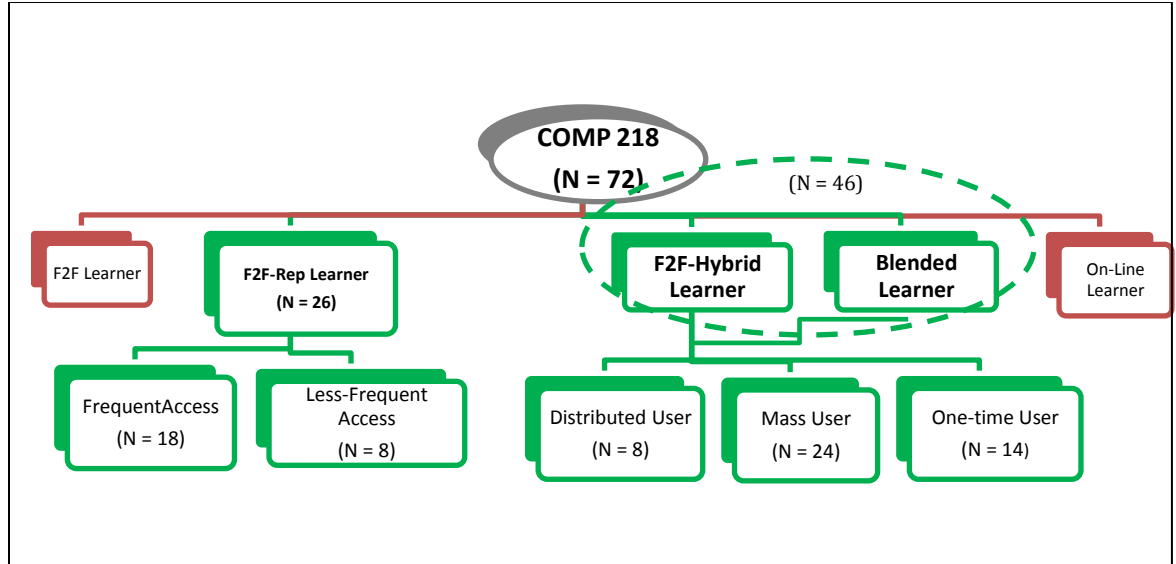 COMP 218
(N = 72)
(N = 46)
F2F Learner
F2F-Rep Learner
(N = 26)
F2F-Hybrid
Learner
Blended
Learner
On-Line
Learner
FrequentAccess
(N = 18)
Less-Frequent
Access
(N = 8)
Distributed User
(N = 8)
Mass User
(N = 24)
One-time User
(N = 14)